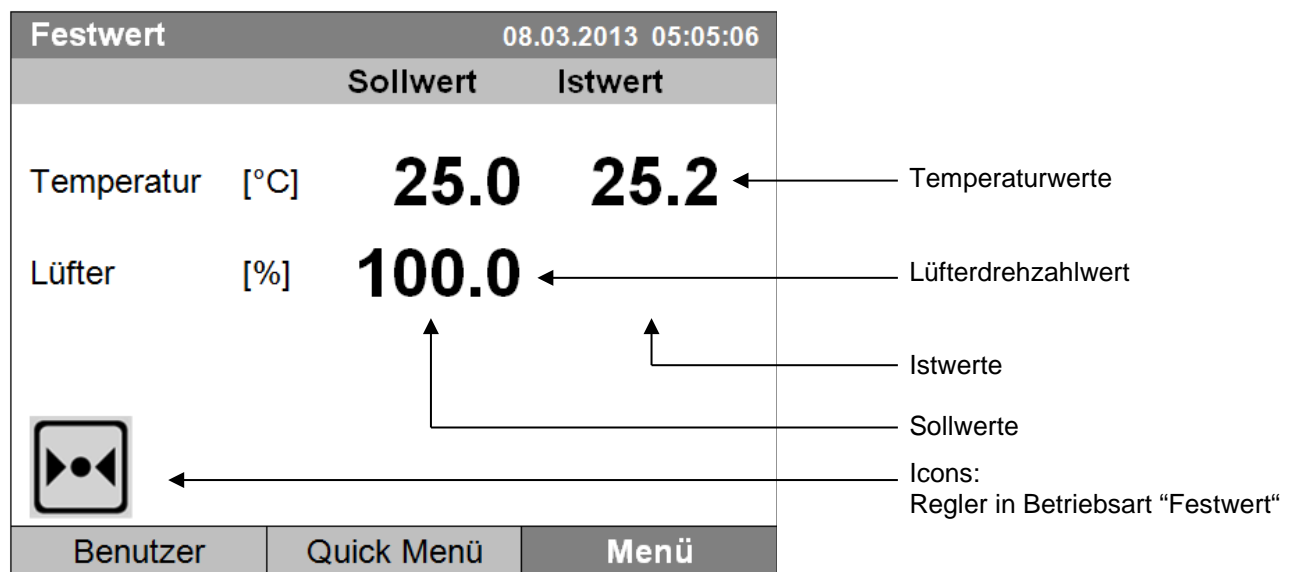 Festwert 08.03.2013 05:05:06
Sollwert Istwert
Temperatur [°C] 25.0 25.2 Temperaturwerte
Lüfter [%] 100.0 Lüfterdrehzahlwert
Istwerte
Sollwerte
Icons:
Regler in Betriebsart “Festwert“
Benutzer Quick Menü Menü